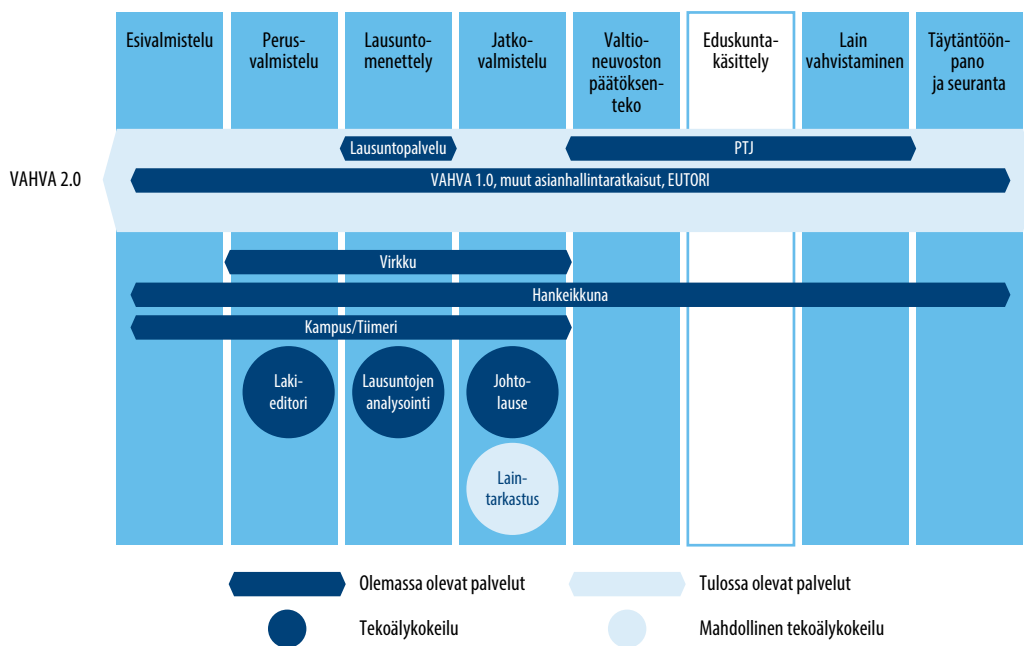 Esivalmistelu
Perus-
valmistelu
Lausunto-
menettely
Jatko-
valmistelu
Valtio-
neuvoston
päätöksen-
teko
Eduskunta-
käsittely
Lain
vahvistaminen
Täytäntöön-
pano
ja seuranta
Lausuntopalvelu
PTJ
VAHVA 2.0
VAHVA 1.0, muut asianhallintaratkaisut, EUTORI
Virkku
Hankeikkuna
Kampus/Tiimeri
Laki-
editori
Lausuntojen
analysointi
Johto-
lause
Lain-
tarkastus
Olemassa olevat palvelut
Tulossa olevat palvelut
Tekoälykokeilu
Mahdollinen tekoälykokeilu